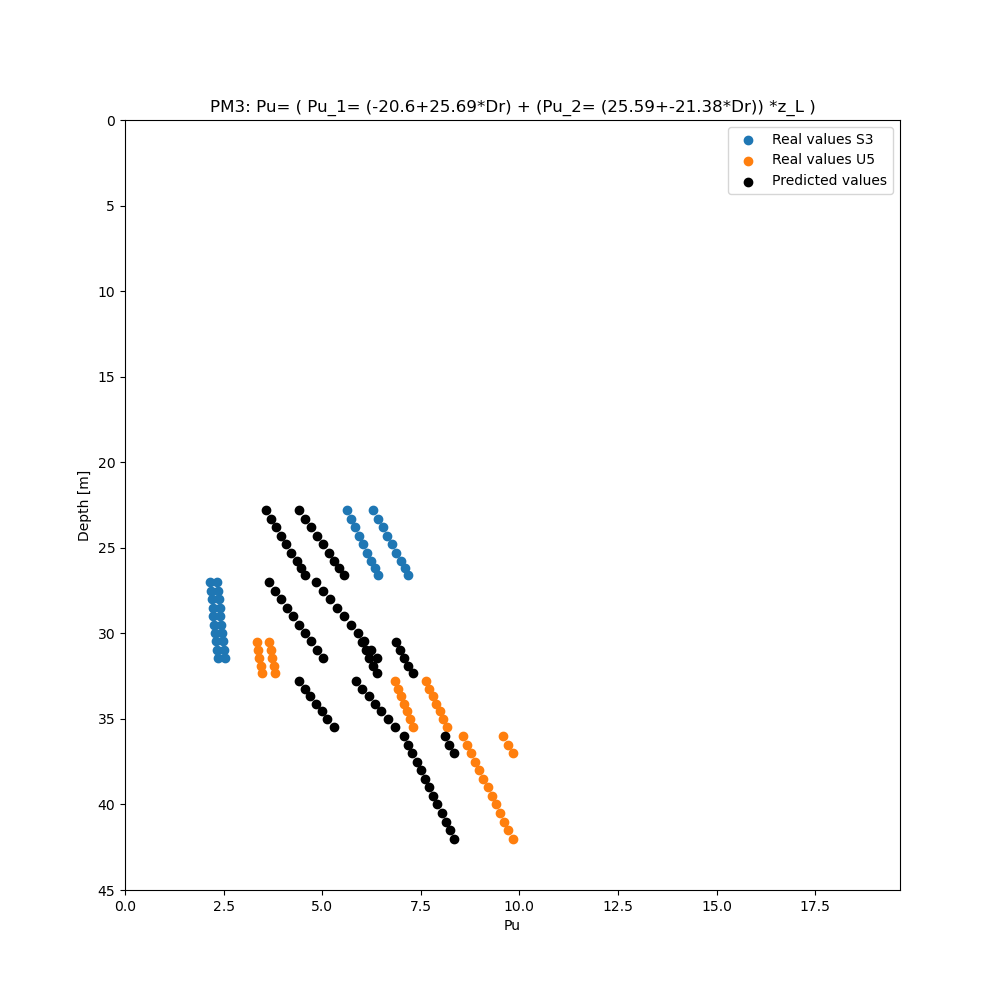 PM3: Pu= ( Pu_1= (-20.6+25.69*Dr) + (Pu_2= (25.59+-21.38*Dr)) *z_L )
Real values S3
Real values U5
Predicted values
0
5
10
15
20
25
30
35
40
45
Depth [m]
0.0 2.5 5.0 7.5 10.0 12.5 15.0 17.5
Pu